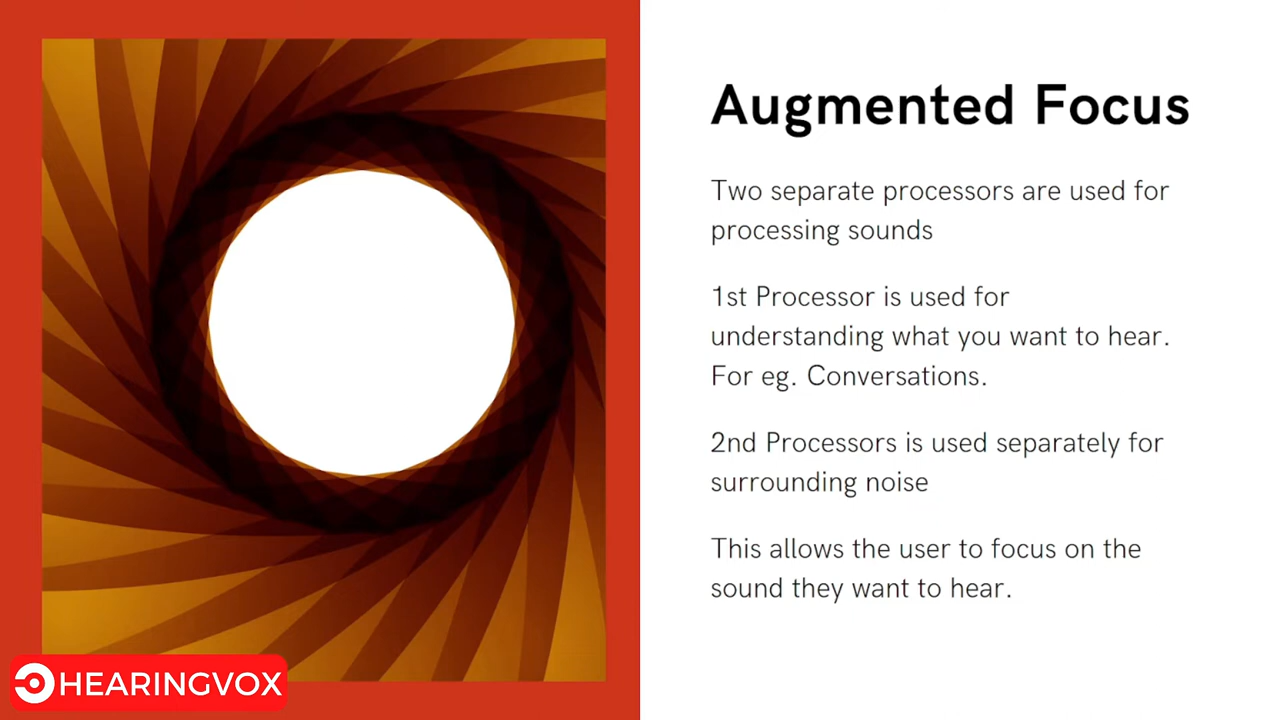 Augmented Focus
Two separate processors are used for
processing sounds
1st Processor is used for
understanding what you want to hear.
For eg. Conversations.
2nd Processors is used separately for
surrounding noise
This allows the user to focus on the
sound they want to hear.
HEARINGVOX